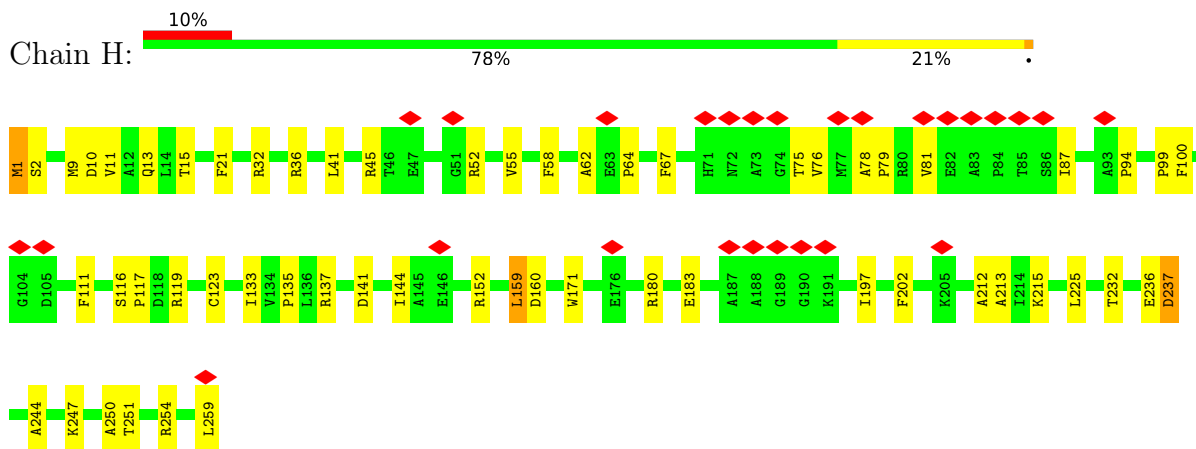 10%
Chain H:
78% 21% •
M1 S2 M9 D10 V11 A12 Q13 L14 T15 F21 R32 R36 L41 R45 T46 E47 G51 R52 V55 F58 A62 E63 P64 F67 H71 N72 A73 G74 T75 V76 M77 A78 P79 R80 V81 E82 A83 P84 T85 S86 I87 A93 P94 P99 F100
G104 D105 F111 S116 P117 D118 R119 C123 I133 V134 P135 L136 R137 D141 I144 A145 E146 R152 L159 D160 W171 E176 R180 E183 A187 A188 G189 G190 K191 I197 F202 K205 A212 A213 I214 K215 L225 T232 E236 D237
A244 K247 A250 T251 R254 L259